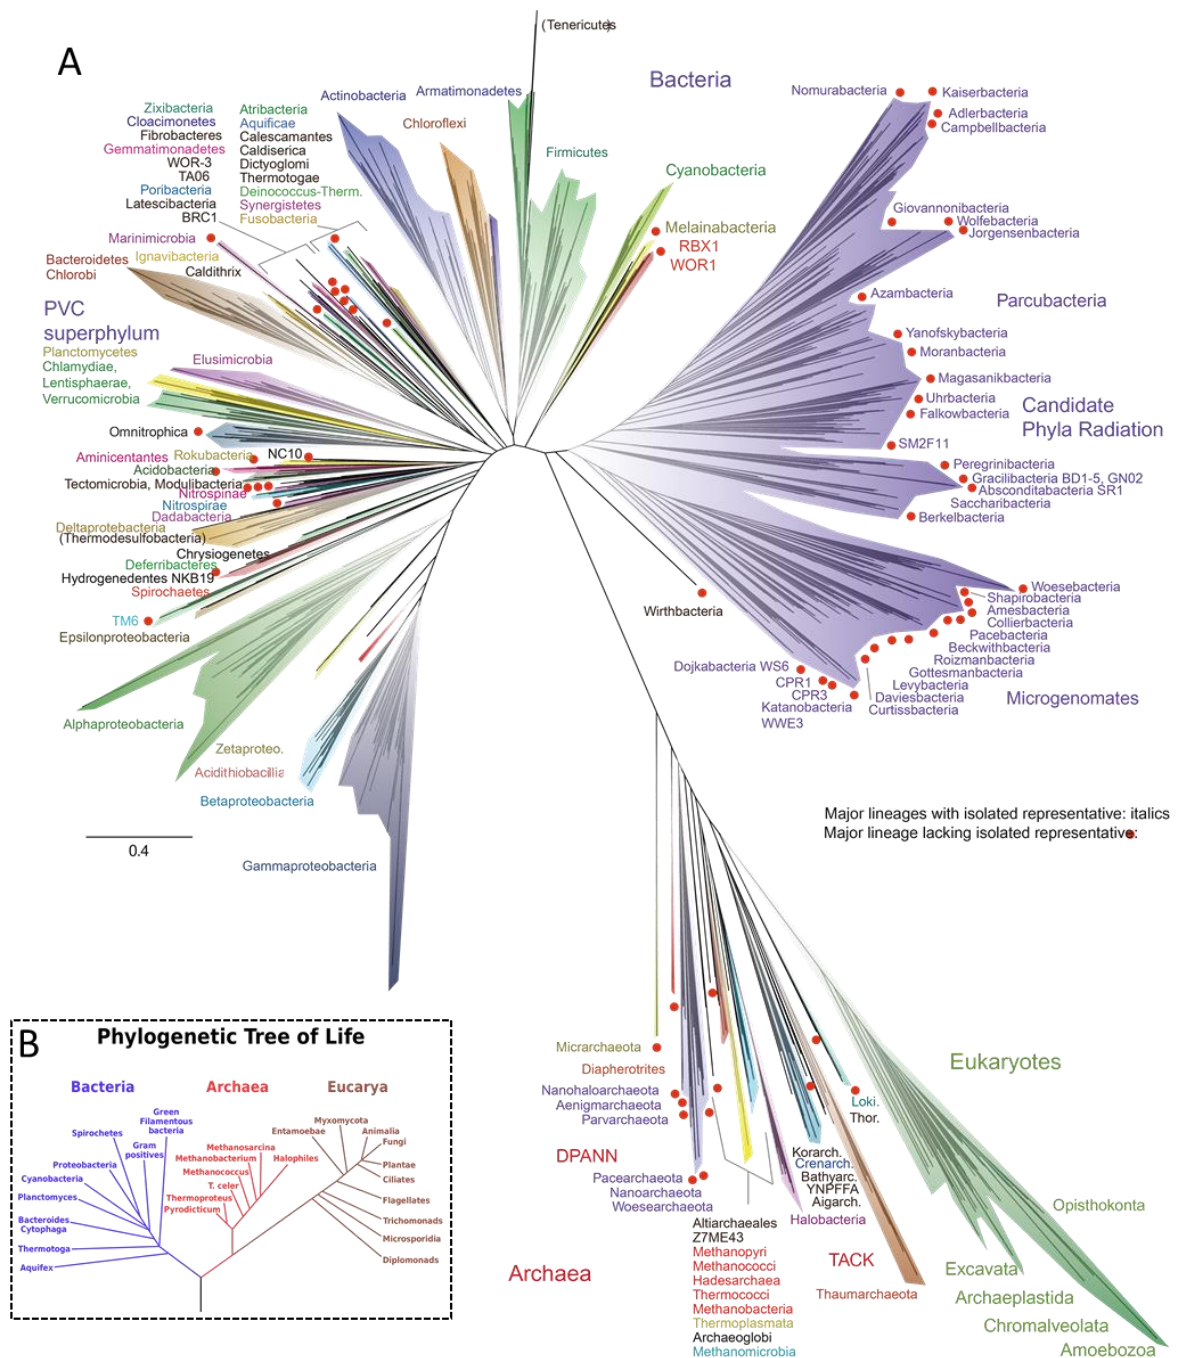 A
(Tenericutes)
Bacteria
Actinobacteria
Armatimonadetes
Chloroflexi
Firmicutes
Cyanobacteria
Melainabacteria
RBX1
WOR1
Zixibacteria
Cloacimonetes
Fibrobacteres
Gemmatimonadetes
WOR-3
TA06
Poribacteria
Latescibacteria
BRC1
Atribacteria
Aquificae
Calescamantes
Caldiserica
Dictyoglomi
Thermotogae
Deinococcus-Therm.
Synergistetes
Fusobacteria
Marinimicrobia
Bacteroidetes
Ignavibacteria
Chlorobi
Caldithrix
PVC
superphylum
Planctomycetes
Chlamydiae,
Lentisphaerae,
Verrucomicrobia
Elusimicrobia
Omnitrophica
Aminicentantes
Rokubacteria
NC10
Acidobacteria
Tectomicrobia, Modulibacteria
Nitrospinae
Nitrospirae
Dadabacteria
Deltaprotebacteria
(Thermodesulfobacteria)
Chrysiogenetes
Deferribacteres
Hydrogenedentes NKB19
Spirochaetes
TM6
Epsilonproteobacteria
Alphaproteobacteria
Zetaproteo.
Acidithiobacillia
Betaproteobacteria
Gammaproteobacteria
0.4
Nomurabacteria
Kaiserbacteria
Adlerbacteria
Campbellbacteria
Giovannonibacteria
Wolfebacteria
Jorgensenbacteria
Azambacteria
Parcubacteria
Yanofskybacteria
Moranbacteria
Magasanikbacteria
Uhrbacteria
Falkowbacteria
Candidate
Phyla Radiation
SM2F11
Peregrinibacteria
Gracilibacteria BD1-5, GN02
Absconditabacteria SR1
Saccharibacteria
Berkelbacteria
Woesebacteria
Shapirobacteria
Amesbacteria
Collierbacteria
Pacebacteria
Beckwithbacteria
Roizmanbacteria
Gottesmanbacteria
Levybacteria
Daviesbacteria
Curtissbacteria
Microgenomates
Wirthbacteria
Dojkabacteria WS6
CPR1
CPR3
Katanobacteria
WWE3
Major lineages with isolated representative: italics
Major lineage lacking isolated representative:
Micrarchaeota
Diapherotrites
Nanohaloarchaeota
Aenigmarchaeota
Parvarchaeota
DPANN
Pacearchaeota
Nanoarchaeota
Woesearchaeota
Altiarchaeales
Z7ME43
Methanopyri
Methanococci
Hadesarchaea
Thermococci
Methanobacteria
Thermoplasmata
Archaeoglobi
Methanomicrobia
Archaea
Halobacteria
Korarch.
Crenarch.
Bathyarc.
YNPFFA
Aigarch.
Loki.
Thor.
TACK
Thaumarchaeota
Eukaryotes
Opisthokonta
Excavata
Archaeplastida
Chromalveolata
Amoebozoa
B
Phylogenetic Tree of Life
Bacteria
Archaea
Eucarya
Green
Filamentous
bacteria
Spirochetes
Gram
positives
Proteobacteria
Cyanobacteria
Planctomyces
Bacteroides
Cytophaga
Thermotoga
Aquifex
Methanosarcina
Methanobacterium
Halophiles
Methanococcus
T. celer
Thermoproteus
Pyrodicticum
Myxomycota
Entamoebae
Animalia
Fungi
Plantae
Ciliates
Flagellates
Trichomonads
Microsporidia
Diplomonads